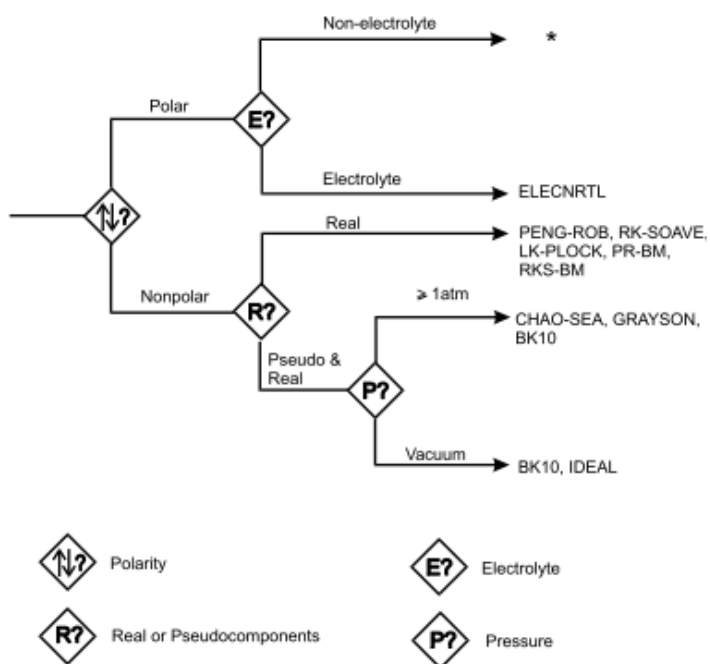 Non-electrolyte
*
Polar
E?
Electrolyte
ELECNRTL
↑↓?
Real
PENG-ROB, RK-SOAVE,
LK-PLOCK, PR-BM,
RKS-BM
Nonpolar
R?
⩾ 1atm
CHAO-SEA, GRAYSON,
BK10
Pseudo &
Real
P?
Vacuum
BK10, IDEAL
↑↓? Polarity
E? Electrolyte
R? Real or Pseudocomponents
P? Pressure